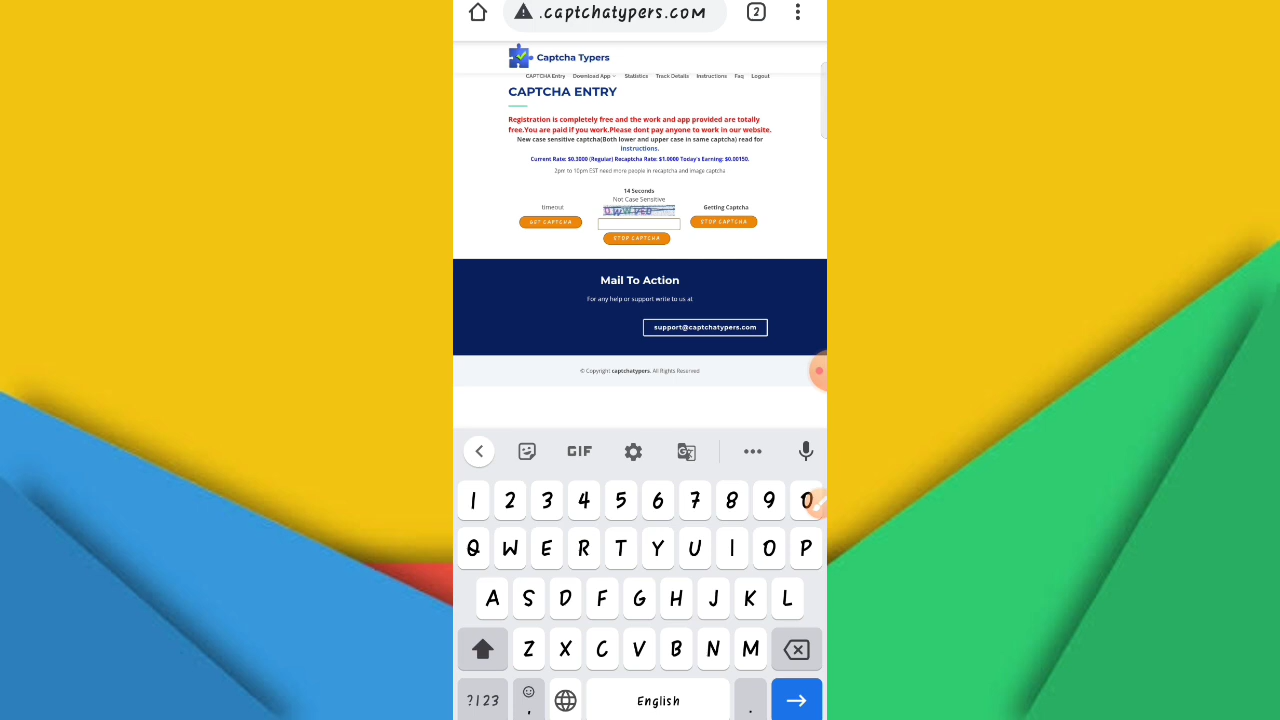 .captchatypers.com
2
Captcha Typers
CAPTCHA Entry Download App Statistics Track Details Instructions Faq Logout
CAPTCHA ENTRY
Registration is completely free and the work and app provided are totally
free.You are paid if you work.Please dont pay anyone to work in our website.
New case sensitive captcha(Both lower and upper case in same captcha) read for
instructions.
Current Rate: $0.3000 (Regular) Recaptcha Rate: $1.0000 Today's Earning: $0.00150.
2pm to 10pm EST need more people in recaptcha and image captcha
14 Seconds
Not Case Sensitive
timeout
Getting Captcha
GET CAPTCHA
STOP CAPTCHA
STOP CAPTCHA
Mail To Action
For any help or support write to us at
support@captchatypers.com
© Copyright captchatypers. All Rights Reserved
GIF
1 2 3 4 5 6 7 8 9 0
Q W E R T Y U I O P
A S D F G H J K L
Z X C V B N M
?123 , English .